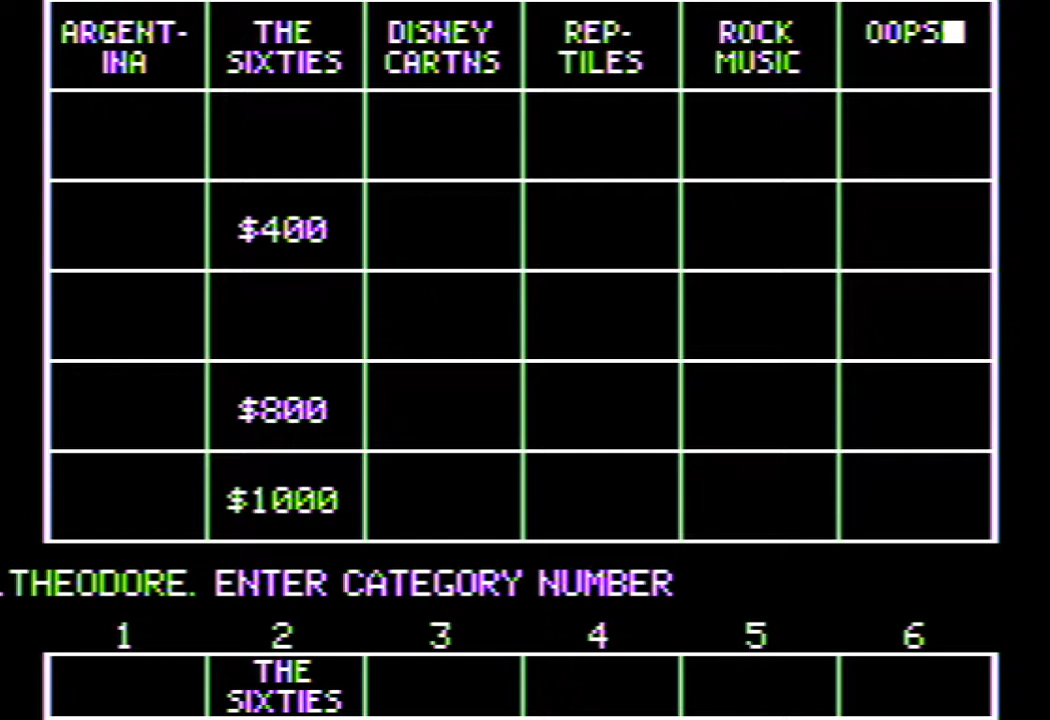 ARGENT- THE DISNEY REP- ROCK OOPS
INA SIXTIES CARTNS TILES MUSIC
$400
$800
$1000
.THEODORE. ENTER CATEGORY NUMBER
1 2 3 4 5 6
THE
SIXTIES